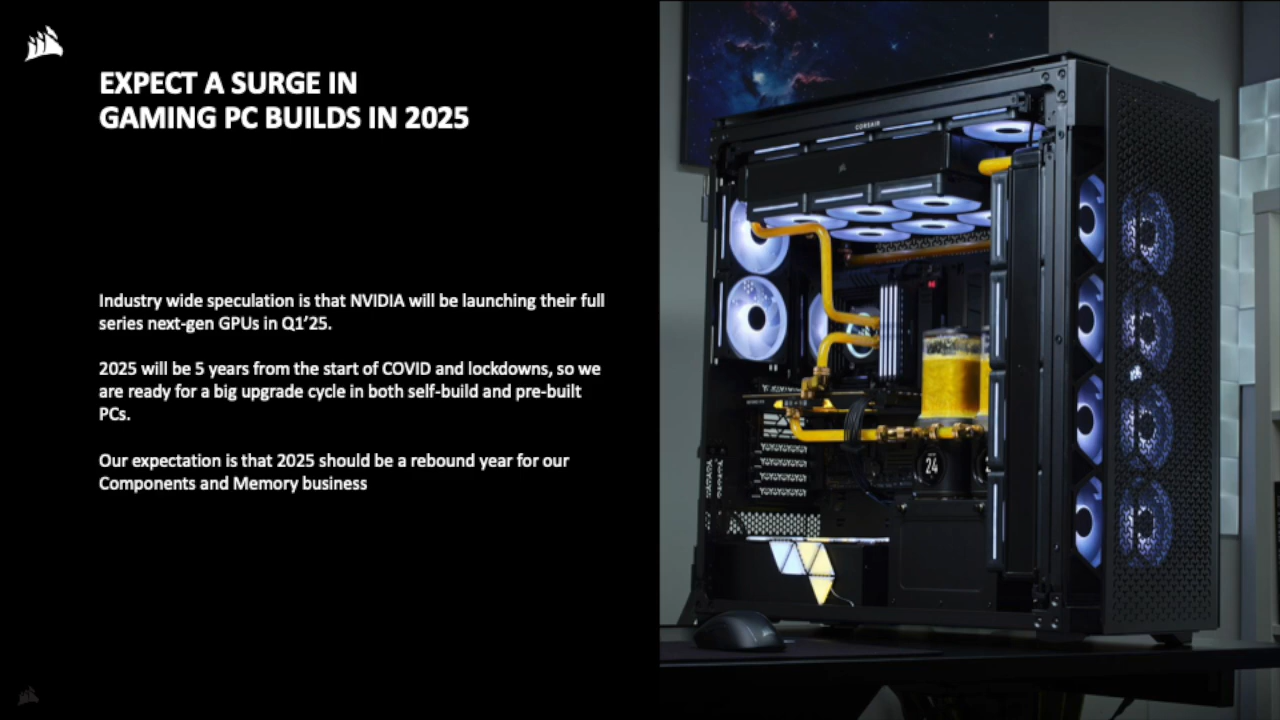 EXPECT A SURGE IN
GAMING PC BUILDS IN 2025
Industry wide speculation is that NVIDIA will be launching their full
series next-gen GPUs in Q1’25.
2025 will be 5 years from the start of COVID and lockdowns, so we
are ready for a big upgrade cycle in both self-build and pre-built
PCs.
Our expectation is that 2025 should be a rebound year for our
Components and Memory business
CORSAIR
24